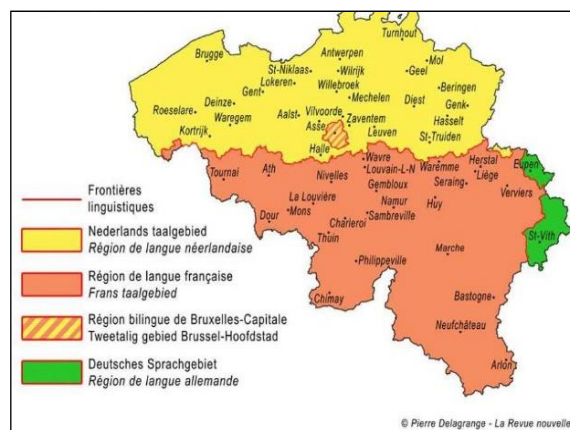 Turnhout
Brugge
Antwerpen
Mol
St-Niklaas
Wilrijk
Geel
Lokeren
Gent
Willebroek
Beringen
Mechelen
Roeselare
Deinze
Aalst
Vilvoorde
Diest
Genk
Waregem
Asse
Zaventem
Hasselt
Kortrijk
Leuven
St-Truiden
Halle
Wavre
Herstal
Eupen
Tournai
Ath
Nivelles
Louvain-L-N
Waremme
Liège
Gembloux
Seraing
Verviers
La Louvière
Namur
Huy
Dour
Mons
Sambreville
Charleroi
Thuin
St-Vith
Marche
Philippeville
Chimay
Bastogne
Neufchâteau
Arlon
Frontières
linguistiques
Nederlands taalgebied
Région de langue néerlandaise
Région de langue française
Frans taalgebied
Région bilingue de Bruxelles-Capitale
Tweetalig gebied Brussel-Hoofdstad
Deutsches Sprachgebiet
Région de langue allemande
© Pierre Delagrange - La Revue nouvelle